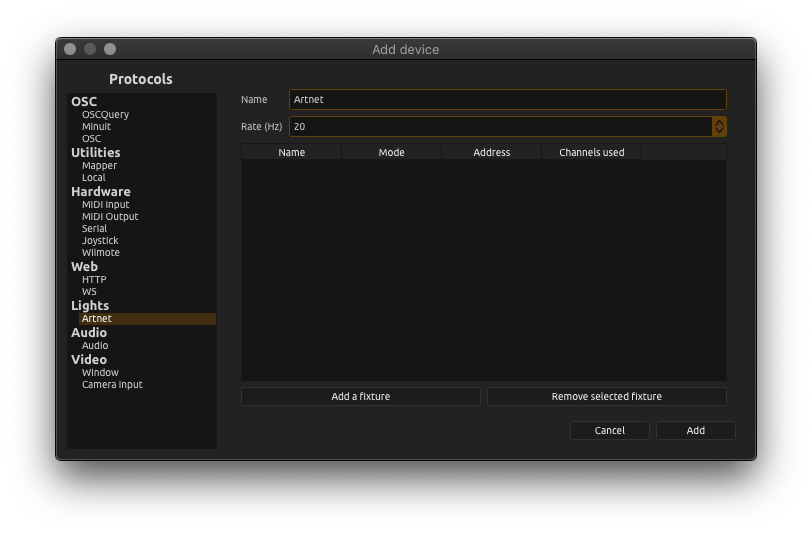 Add device
Protocols
OSC
OSCQuery
Minuit
OSC
Utilities
Mapper
Local
Hardware
MIDI Input
MIDI Output
Serial
Joystick
Wiimote
Web
HTTP
WS
Lights
Artnet
Audio
Audio
Video
Window
Camera input
Name Artnet
Rate (Hz) 20
Name Mode Address Channels used
Add a fixture Remove selected fixture
Cancel Add